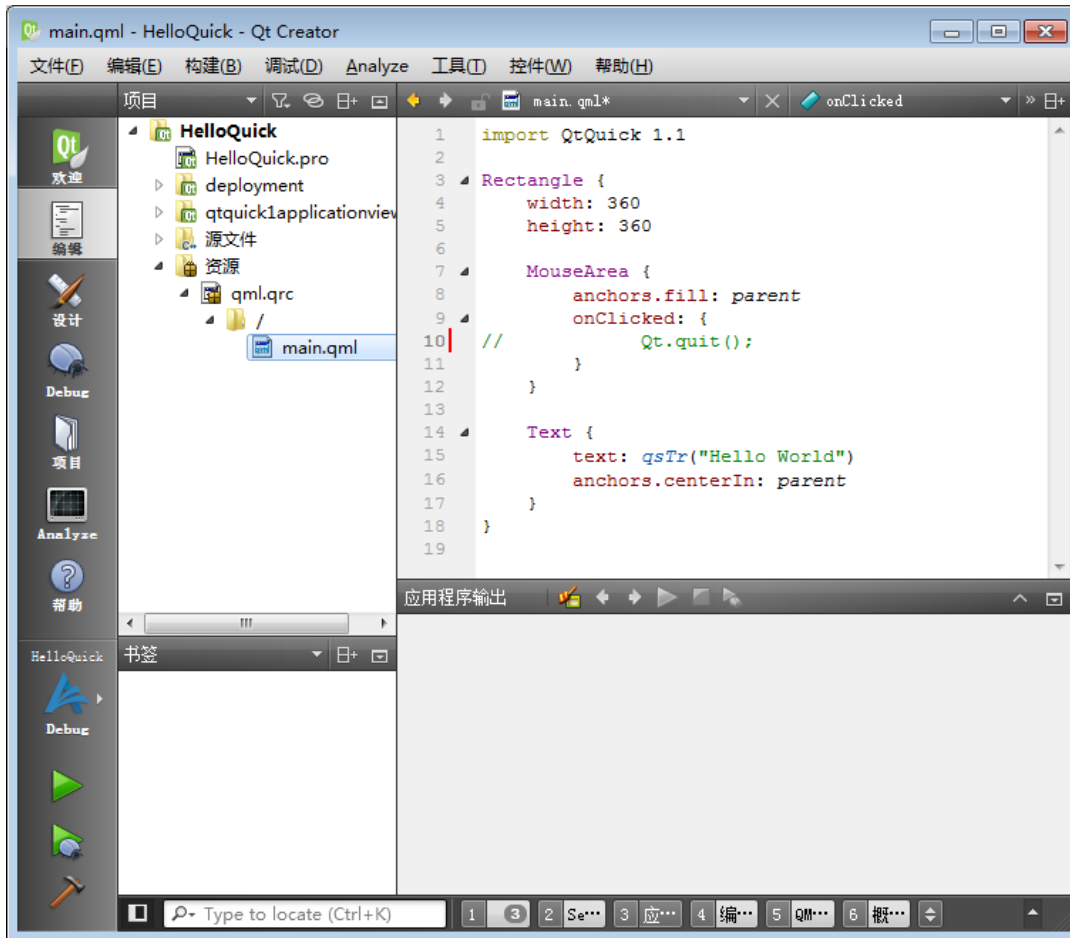 main.qml - HelloQuick - Qt Creator
文件(F) 编辑(E) 构建(B) 调试(D) Analyze 工具(T) 控件(W) 帮助(H)
项目
main.qml*
onClicked
欢迎
编辑
设计
Debug
项目
Analyze
帮助
HelloQuick
Debug
HelloQuick
HelloQuick.pro
deployment
qtquick1applicationview
源文件
资源
qml.qrc
/
main.qml
书签
1 import QtQuick 1.1
2
3 Rectangle {
4 width: 360
5 height: 360
6
7 MouseArea {
8 anchors.fill: parent
9 onClicked: {
10 // Qt.quit();
11 }
12 }
13
14 Text {
15 text: qsTr("Hello World")
16 anchors.centerIn: parent
17 }
18 }
19
应用程序输出
Type to locate (Ctrl+K)
1 3 2 Se… 3 应… 4 编… 5 QM… 6 概…